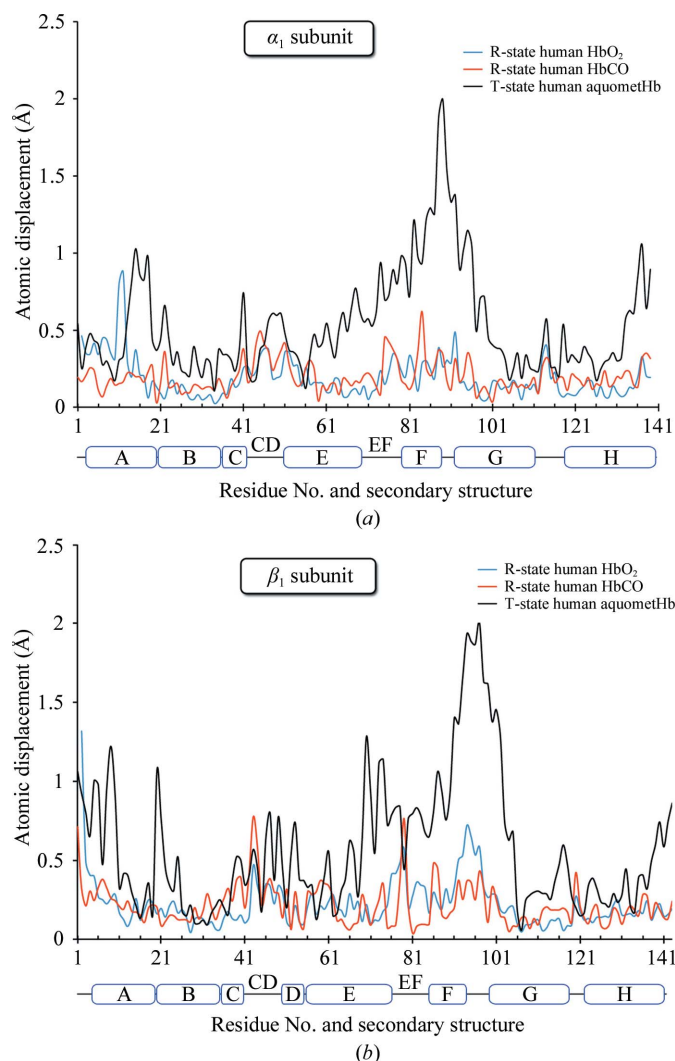 (a)
2.5
α₁ subunit
R-state human HbO₂
R-state human HbCO
T-state human aquometHb
2
1.5
1
0.5
0
Atomic displacement (Å)
1 21 41 61 81 101 121 141
A B C CD E EF F G H
Residue No. and secondary structure
(a)
2.5
β₁ subunit
R-state human HbO₂
R-state human HbCO
T-state human aquometHb
2
1.5
1
0.5
0
Atomic displacement (Å)
1 21 41 61 81 101 121 141
A B C CD D E EF F G H
Residue No. and secondary structure
(b)